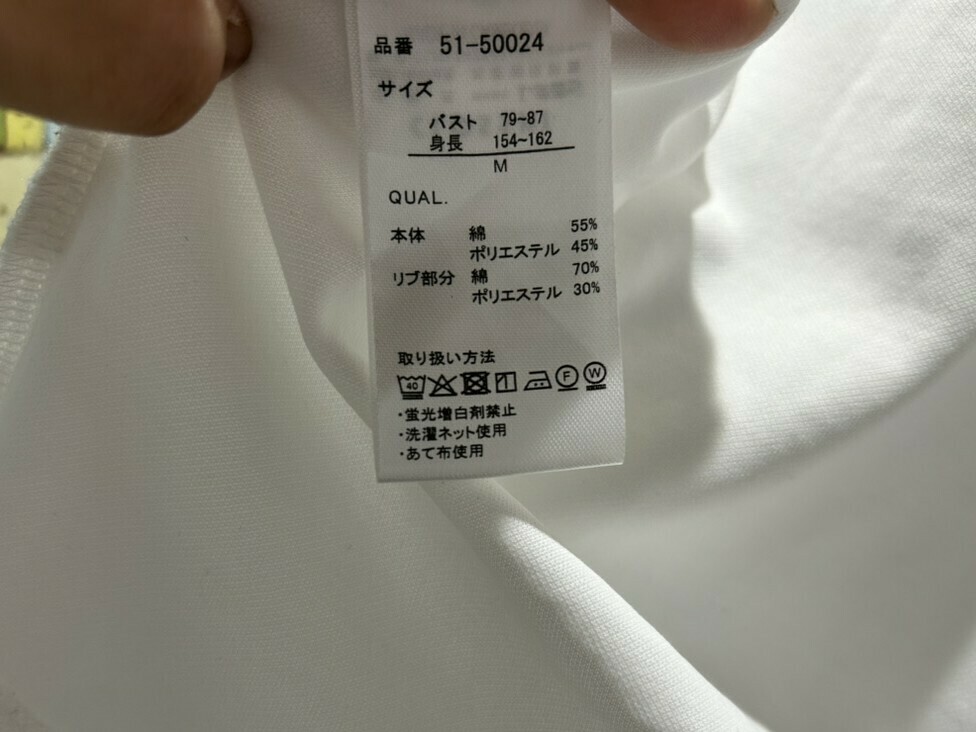 品番 51-50024
サイズ
バスト 79~87
身長 154~162
M
QUAL.
本体 綿 55%
ポリエステル 45%
リブ部分 綿 70%
ポリエステル 30%
取り扱い方法
40 F W
・蛍光増白剤禁止
・洗濯ネット使用
・あて布使用